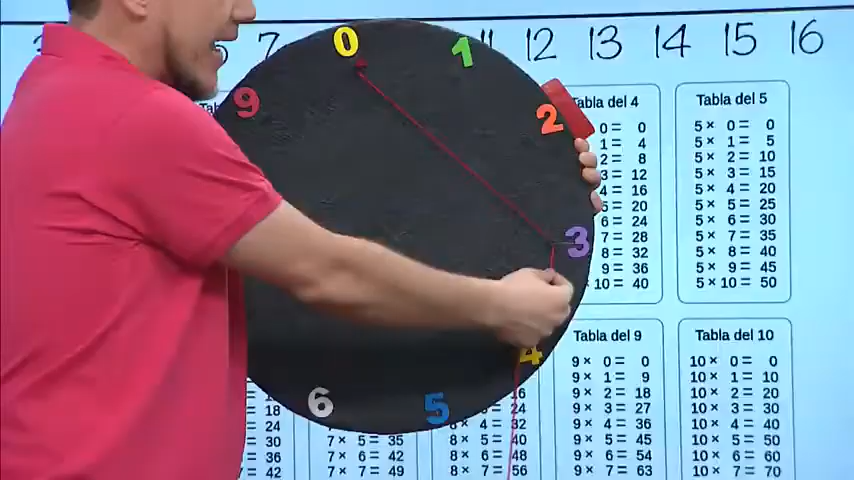 7 11 12 13 14 15 16
0 1 2 3 4 5 6 9
Tabla del 4
0 = 0
1 = 4
2 = 8
3 = 12
4 = 16
5 = 20
6 = 24
7 = 28
8 = 32
9 = 36
× 10 = 40
Tabla del 5
5 × 0 = 0
5 × 1 = 5
5 × 2 = 10
5 × 3 = 15
5 × 4 = 20
5 × 5 = 25
5 × 6 = 30
5 × 7 = 35
5 × 8 = 40
5 × 9 = 45
5 × 10 = 50
= 18
= 24
= 30
= 36
= 42
7 × 5 = 35
7 × 6 = 42
7 × 7 = 49
16
= 24
8 × 4 = 32
8 × 5 = 40
8 × 6 = 48
8 × 7 = 56
Tabla del 9
9 × 0 = 0
9 × 1 = 9
9 × 2 = 18
9 × 3 = 27
9 × 4 = 36
9 × 5 = 45
9 × 6 = 54
9 × 7 = 63
Tabla del 10
10 × 0 = 0
10 × 1 = 10
10 × 2 = 20
10 × 3 = 30
10 × 4 = 40
10 × 5 = 50
10 × 6 = 60
10 × 7 = 70